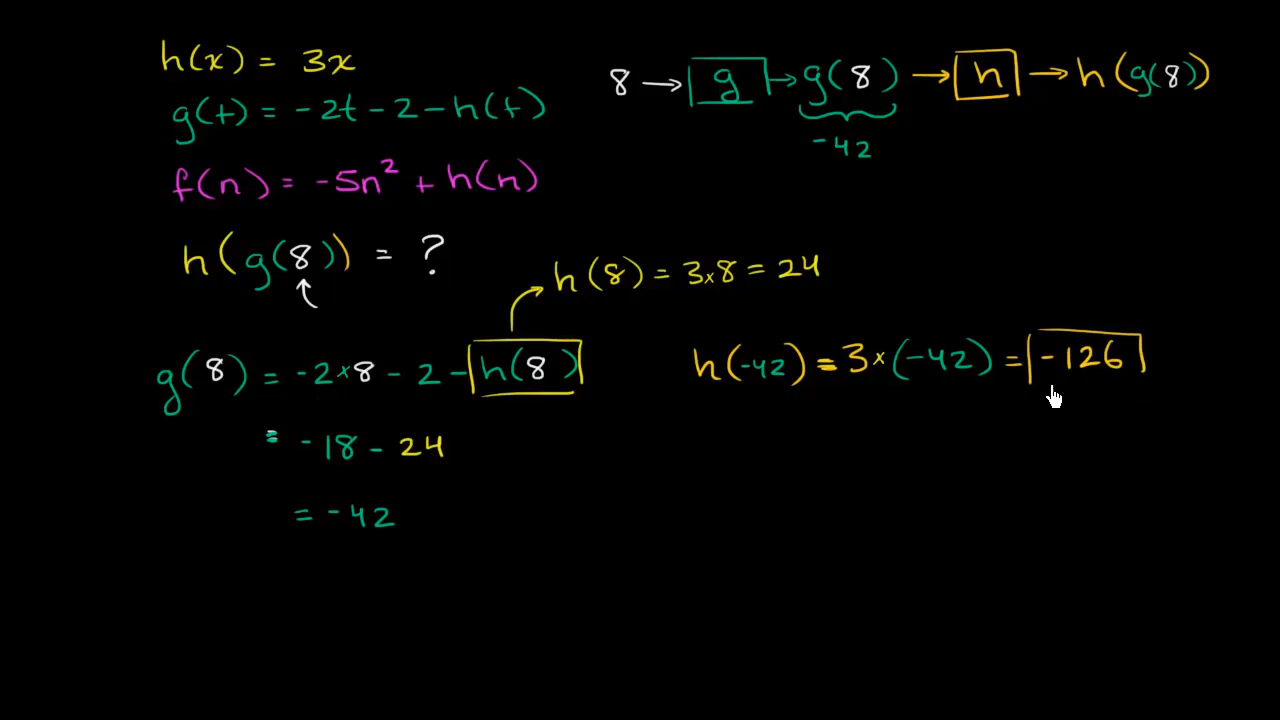 h(x) = 3x
8 → g → g(8) → h → h(g(8))
g(t) = -2t - 2 - h(t)
-42
f(n) = -5n² + h(n)
h(g(8)) = ?
h(8) = 3×8 = 24
g(8) = -2×8 - 2 - h(8)
h(-42) = 3×(-42) = -126
= -18 - 24
= -42